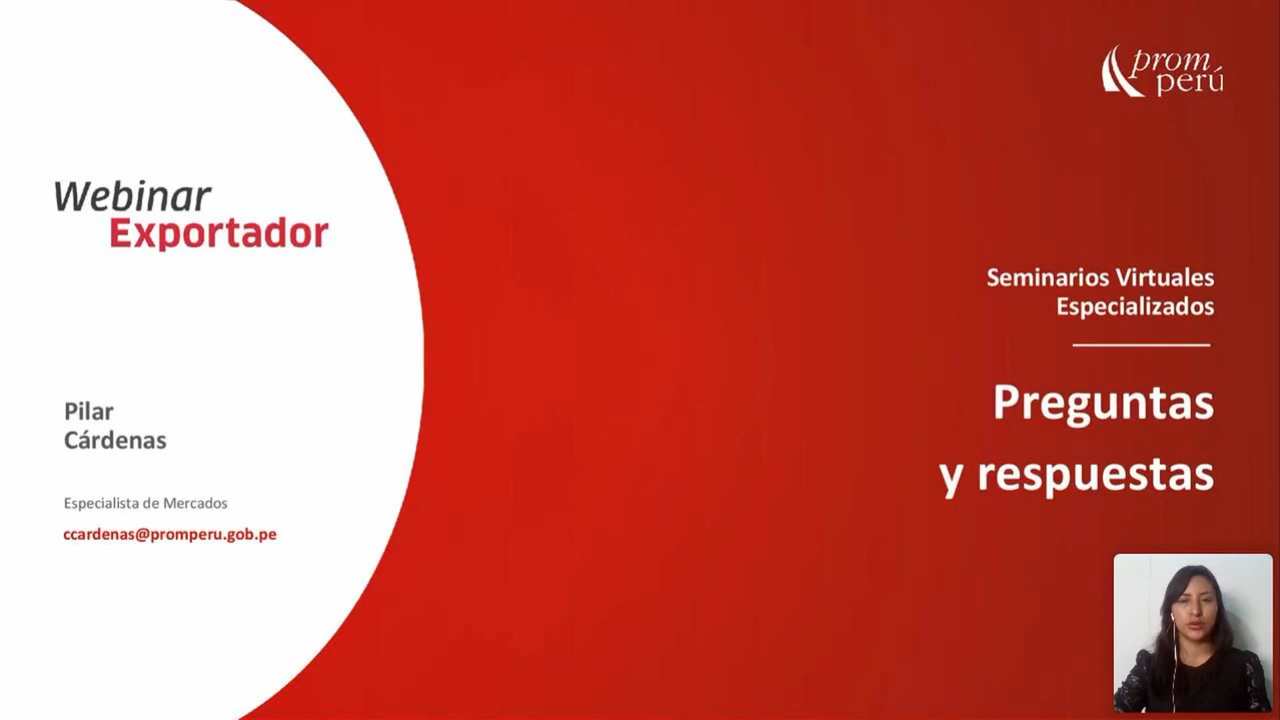 prom
perú
Webinar
Exportador
Seminarios Virtuales
Especializados
Preguntas
y respuestas
Pilar
Cárdenas
Especialista de Mercados
ccardenas@promperu.gob.pe